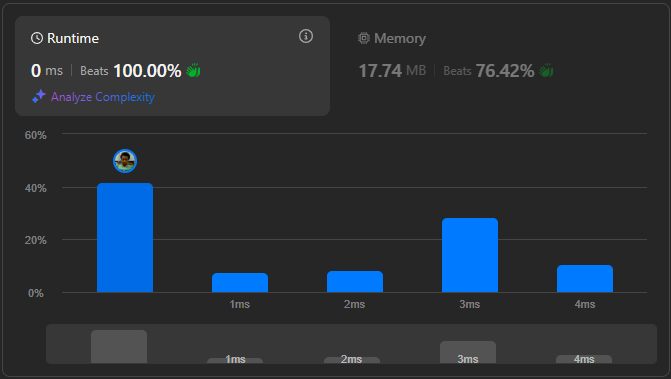 Runtime
0 ms | Beats 100.00%
Analyze Complexity
Memory
17.74 MB | Beats 76.42%
60%
40%
20%
0%
1ms 2ms 3ms 4ms
1ms 2ms 3ms 4ms